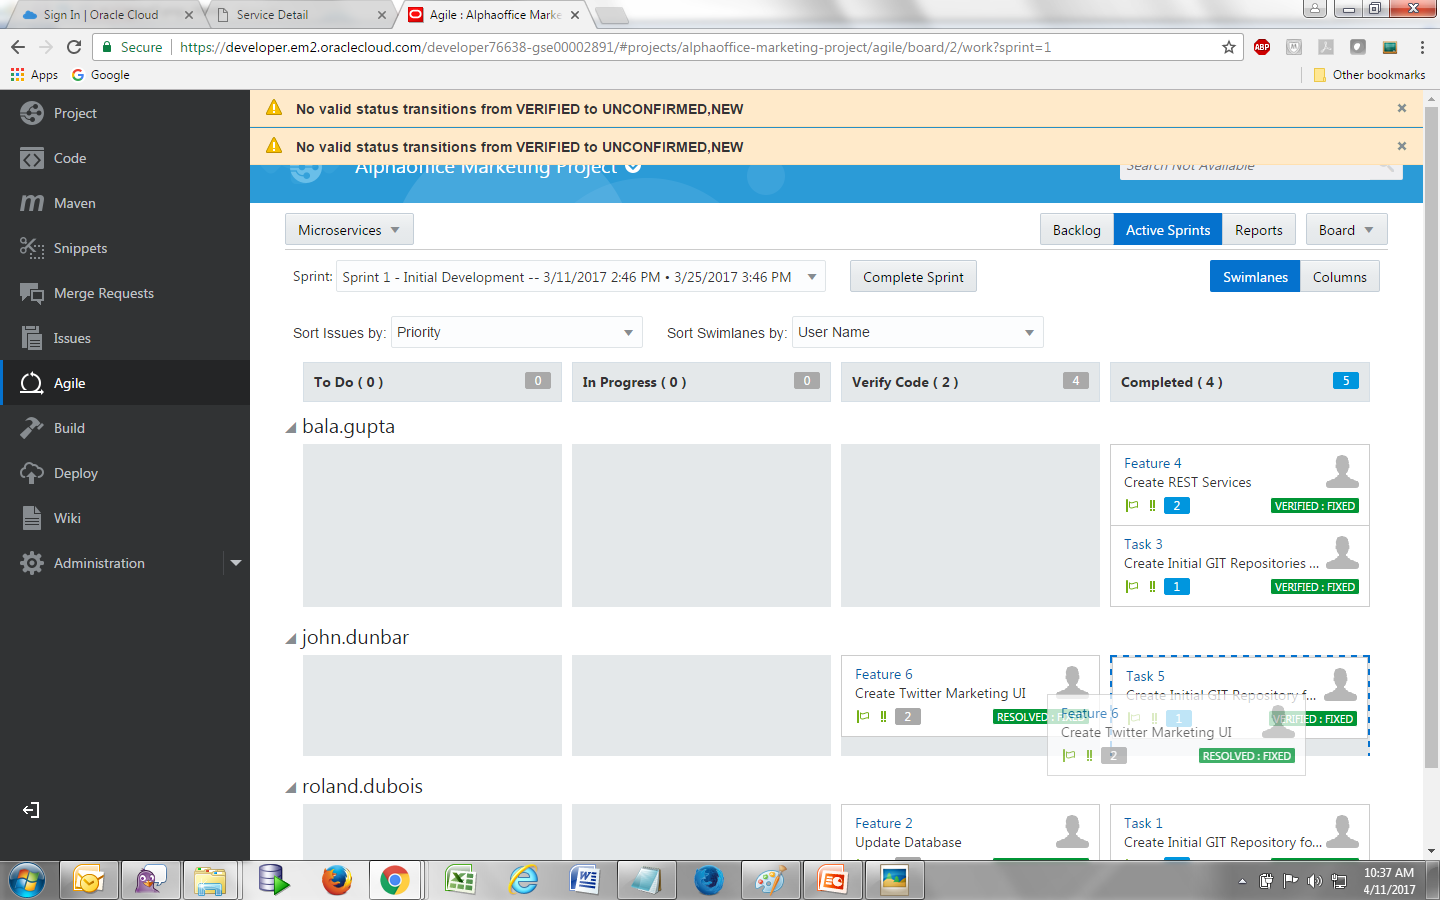 Sign In | Oracle Cloud
Service Detail
Agile : Alphaoffice Marke
Secure
https://developer.em2.oraclecloud.com/developer76638-gse00002891/#projects/alphaoffice-marketing-project/agile/board/2/work?sprint=1
ABP
Apps
Google
Other bookmarks
No valid status transitions from VERIFIED to UNCONFIRMED,NEW
No valid status transitions from VERIFIED to UNCONFIRMED,NEW
Alphaoffice Marketing Project
Search Not Available
Project
Code
Maven
Snippets
Merge Requests
Issues
Agile
Build
Deploy
Wiki
Administration
Microservices
Backlog
Active Sprints
Reports
Board
Sprint: Sprint 1 - Initial Development -- 3/11/2017 2:46 PM • 3/25/2017 3:46 PM
Complete Sprint
Swimlanes
Columns
Sort Issues by: Priority
Sort Swimlanes by: User Name
To Do ( 0 ) 0
In Progress ( 0 ) 0
Verify Code ( 2 ) 4
Completed ( 4 ) 5
bala.gupta
Feature 4
Create REST Services
2 VERIFIED : FIXED
Task 3
Create Initial GIT Repositories ...
1 VERIFIED : FIXED
john.dunbar
Feature 6
Create Twitter Marketing UI
2 RESOLVED : FIXED
Task 5
Create Initial GIT Repository f...
1 VERIFIED : FIXED
Feature 6
Create Twitter Marketing UI
2 RESOLVED : FIXED
roland.dubois
Feature 2
Update Database
Task 1
Create Initial GIT Repository fo...
10:37 AM
4/11/2017